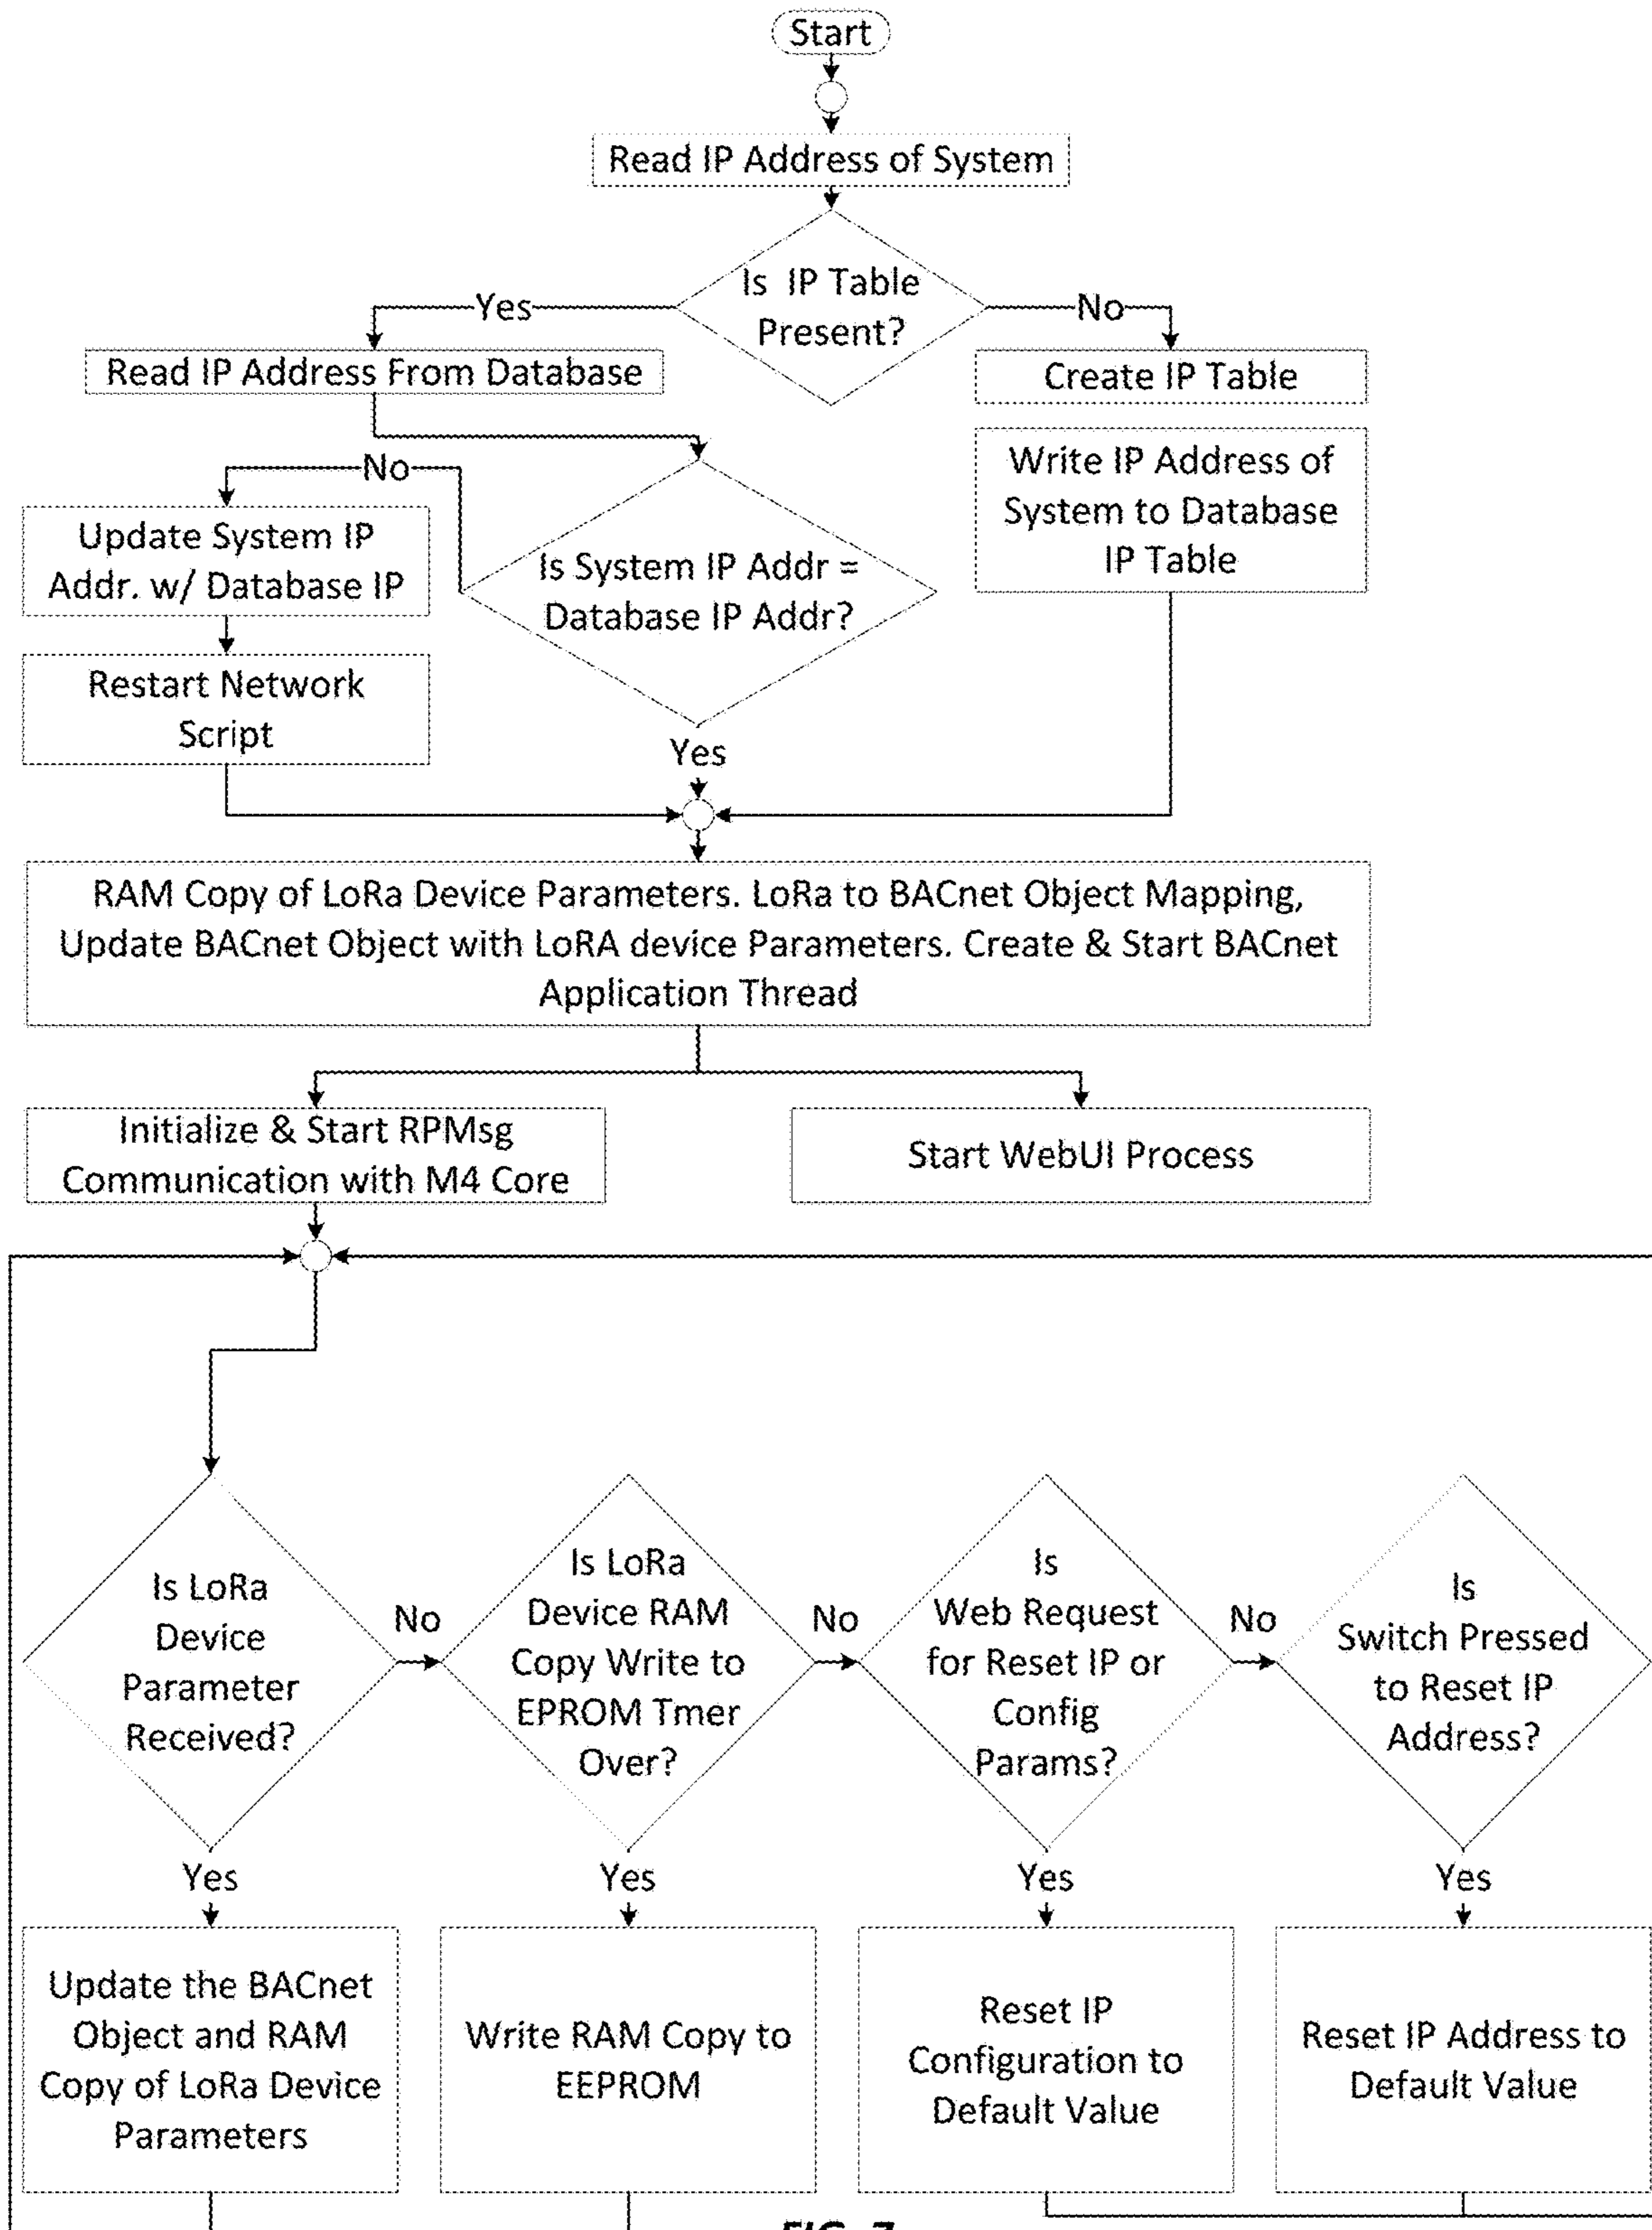 Start
Read IP Address of System
Is  IP Table
Present?
Yes
No
Read IP Address From Database
Create IP Table
Write IP Address of
System to Database
IP Table
No
Update System IP
Addr. w/ Database IP
Is System IP Addr =
Database IP Addr?
Restart Network
Script
Yes
RAM Copy of LoRa Device Parameters. LoRa to BACnet Object Mapping,
Update BACnet Object with LoRA device Parameters. Create & Start BACnet
Application Thread
Initialize & Start RPMsg
Communication with M4 Core
Start WebUI Process
Is LoRa
Device
Parameter
Received?
No
Is LoRa
Device RAM
Copy Write to
EPROM Tmer
Over?
No
Is
Web Request
for Reset IP or
Config
Params?
No
Is
Switch Pressed
to Reset IP
Address?
Yes
Yes
Yes
Yes
Update the BACnet
Object and RAM
Copy of LoRa Device
Parameters
Write RAM Copy to
EEPROM
Reset IP
Configuration to
Default Value
Reset IP Address to
Default Value